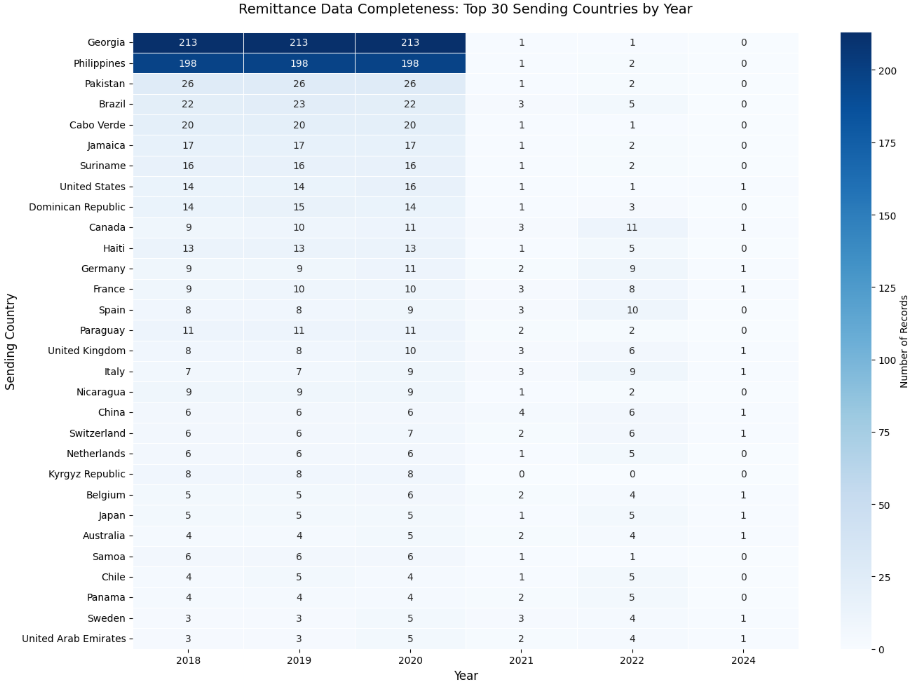 Remittance Data Completeness: Top 30 Sending Countries by Year
Georgia 213 213 213 1 1 0
Philippines 198 198 198 1 2 0
Pakistan 26 26 26 1 2 0
Brazil 22 23 22 3 5 0
Cabo Verde 20 20 20 1 1 0
Jamaica 17 17 17 1 2 0
Suriname 16 16 16 1 2 0
United States 14 14 16 1 1 1
Dominican Republic 14 15 14 1 3 0
Canada 9 10 11 3 11 1
Haiti 13 13 13 1 5 0
Germany 9 9 11 2 9 1
France 9 10 10 3 8 1
Spain 8 8 9 3 10 0
Paraguay 11 11 11 2 2 0
United Kingdom 8 8 10 3 6 1
Italy 7 7 9 3 9 1
Nicaragua 9 9 9 1 2 0
China 6 6 6 4 6 1
Switzerland 6 6 7 2 6 1
Netherlands 6 6 6 1 5 0
Kyrgyz Republic 8 8 8 0 0 0
Belgium 5 5 6 2 4 1
Japan 5 5 5 1 5 1
Australia 4 4 5 2 4 1
Samoa 6 6 6 1 1 0
Chile 4 5 4 1 5 0
Panama 4 4 4 2 5 0
Sweden 3 3 5 3 4 1
United Arab Emirates 3 3 5 2 4 1
2018 2019 2020 2021 2022 2024
Year
Sending Country
200
175
150
125
100
75
50
25
0
Number of Records